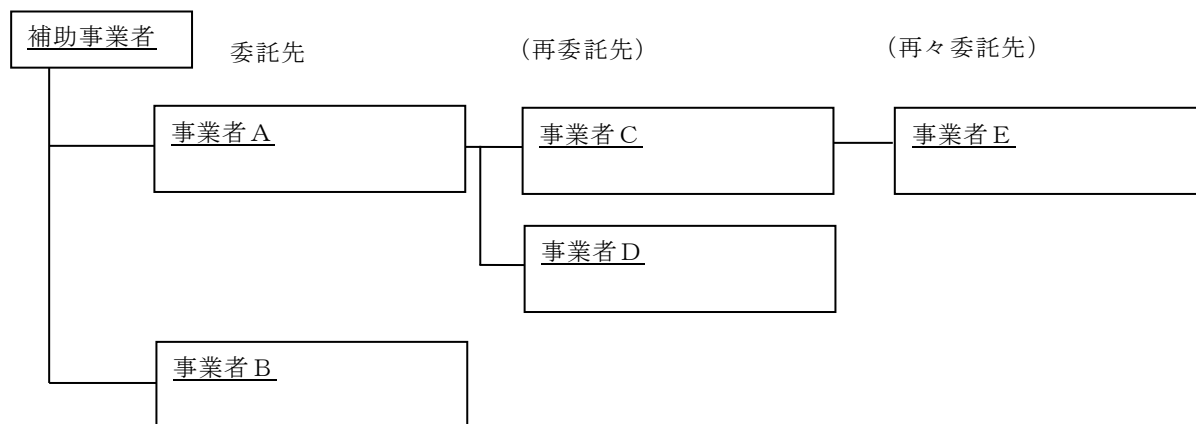 補助事業者
委託先
（再委託先）
（再々委託先）
事業者Ａ
事業者Ｃ
事業者Ｅ
事業者Ｄ
事業者Ｂ